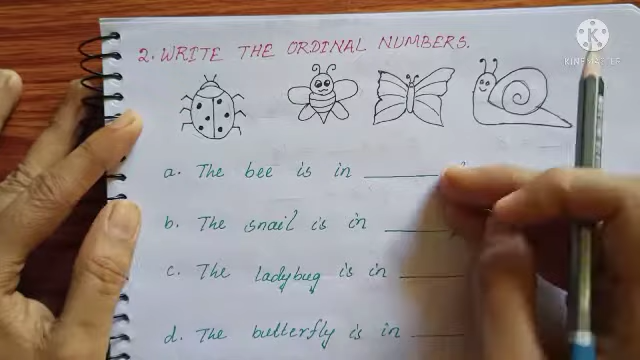 KINEMASTER
2. WRITE THE ORDINAL NUMBERS.
a. The bee is in
b. The snail is in
c. The ladybug is in
d. The butterfly is in